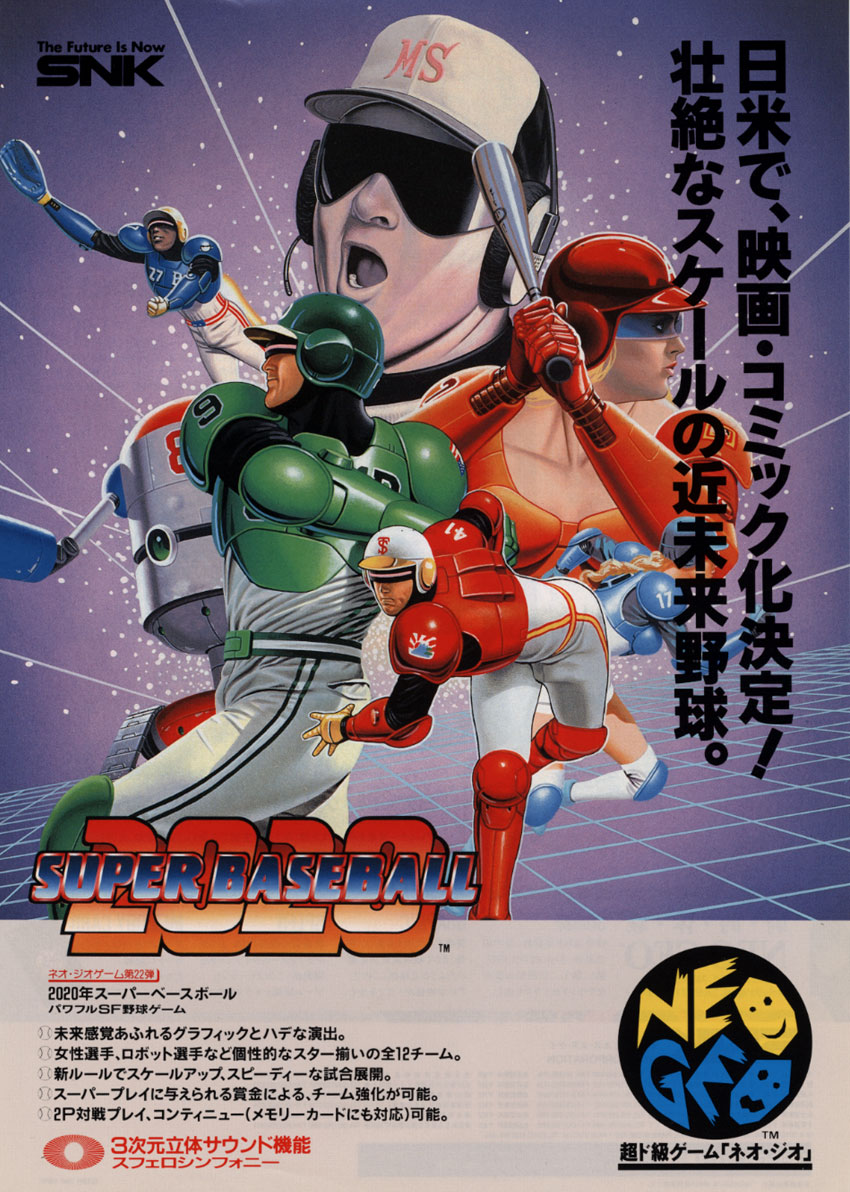 The Future Is Now
SNK
日米で、映画・コミック化決定!
壮絶なスケールの近未来野球。
MS
27 B
9
8
2
TS
41
17
2020
SUPER BASEBALL
TM
ネオ・ジオゲーム第22弾
2020年スーパーベースボール
パワフルSF野球ゲーム
未来感覚あふれるグラフィックとハデな演出。
女性選手、ロボット選手など個性的なスター揃いの全12チーム。
新ルールでスケールアップ、スピーディーな試合展開。
スーパープレイに与えられる賞金による、チーム強化が可能。
2P対戦プレイ、コンティニュー(メモリーカードにも対応)可能。
3次元立体サウンド機能
スフェロシンフォニー
NEO
GEO
TM
超ド級ゲーム「ネオ・ジオ」